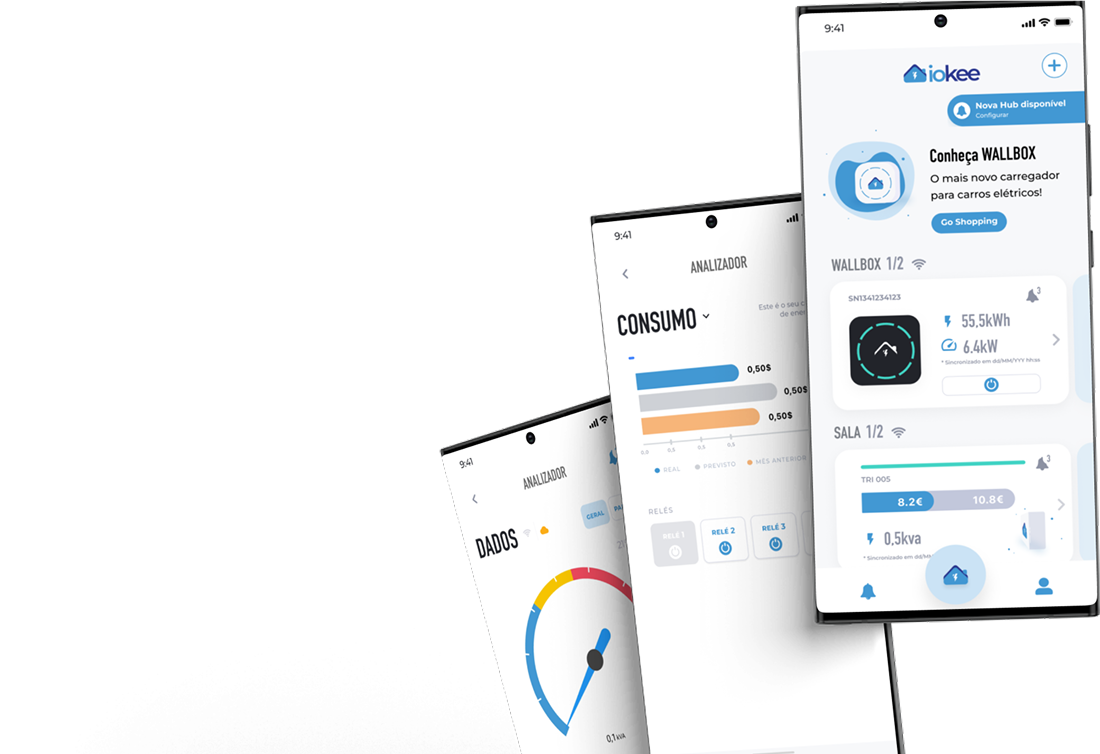 9:41
iokee
Nova Hub disponível
Configurar
Conheça WALLBOX
O mais novo carregador
para carros elétricos!
Go Shopping
WALLBOX 1/2
SN1341234123
3
55,5kWh
6.4kW
* Sincronizado em dd/MM/YYY hh:ss
SALA 1/2
3
TRI 005
8.2€ 10.8€
0,5kva
* Sincronizado em dd/M
9:41
ANALIZADOR
CONSUMO
Este é o seu c
de ener
0,50$
0,50$
0,50$
0,0 0,5 0,5 0,5
REAL PREVISTO MÊS ANTERIOR
RELÉS
RELÉ 1 RELÉ 2 RELÉ 3
9:41
ANALIZADOR
DADOS
GERAL
0,1 kVA